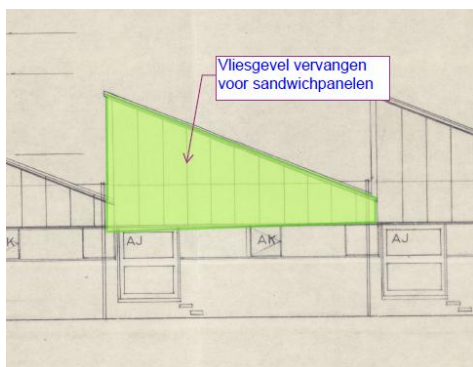 Vliesgevel vervangen
voor sandwichpanelen
AK
AJ
AK
AJ